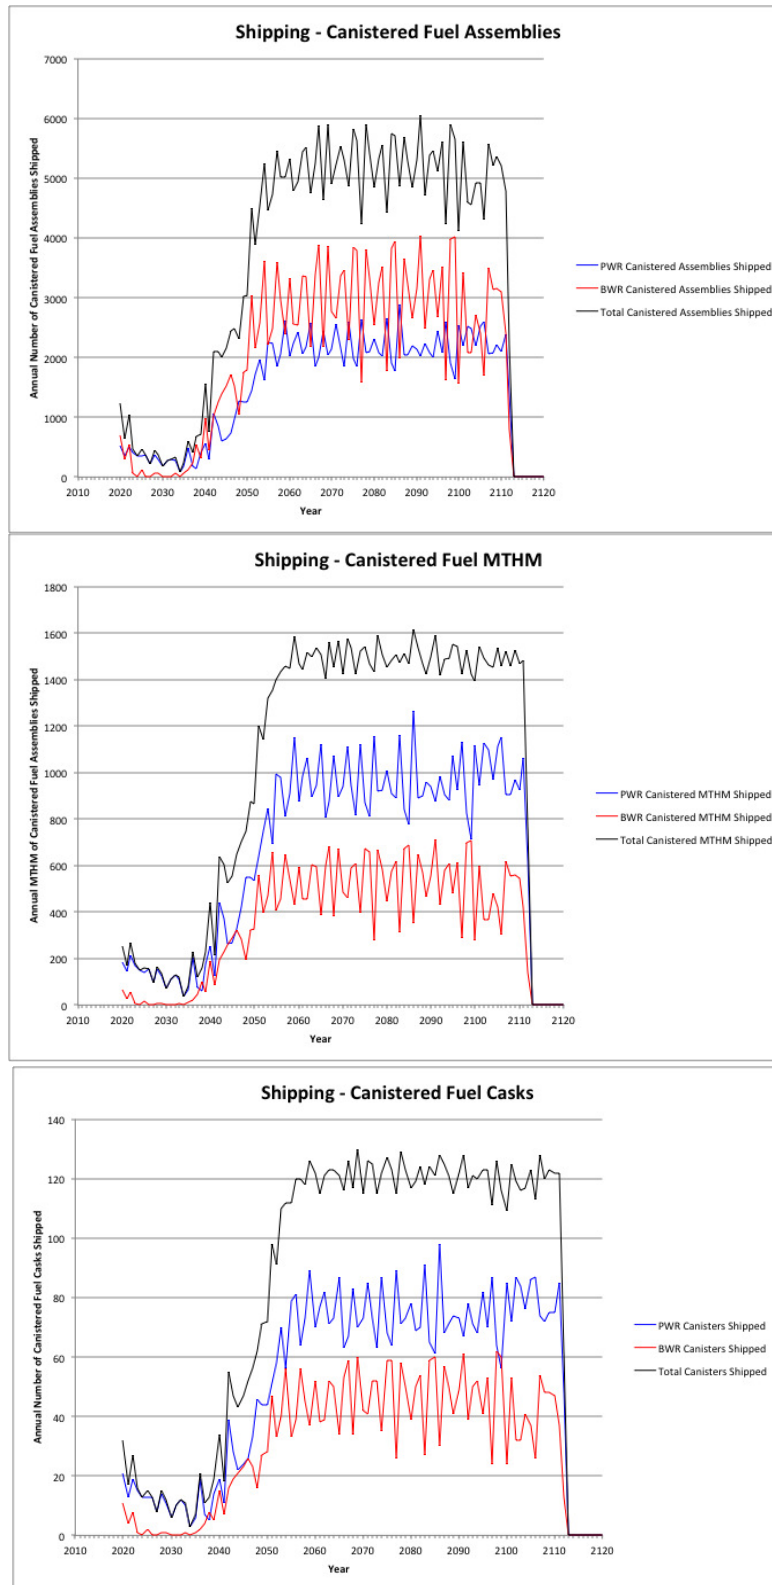 Shipping - Canistered Fuel Assemblies
7000
6000
5000
4000
3000
2000
1000
0
Annual Number of Canistered Fuel Assemblies Shipped
2010 2020 2030 2040 2050 2060 2070 2080 2090 2100 2110 2120
Year
PWR Canistered Assemblies Shipped
BWR Canistered Assemblies Shipped
Total Canistered Assemblies Shipped
Shipping - Canistered Fuel MTHM
1800
1600
1400
1200
1000
800
600
400
200
0
Annual MTHM of Canistered Fuel Assemblies Shipped
2010 2020 2030 2040 2050 2060 2070 2080 2090 2100 2110 2120
Year
PWR Canistered MTHM Shipped
BWR Canistered MTHM Shipped
Total Canistered MTHM Shipped
Shipping - Canistered Fuel Casks
140
120
100
80
60
40
20
0
Annual Number of Canistered Fuel Casks Shipped
2010 2020 2030 2040 2050 2060 2070 2080 2090 2100 2110 2120
Year
PWR Canisters Shipped
BWR Canisters Shipped
Total Canisters Shipped